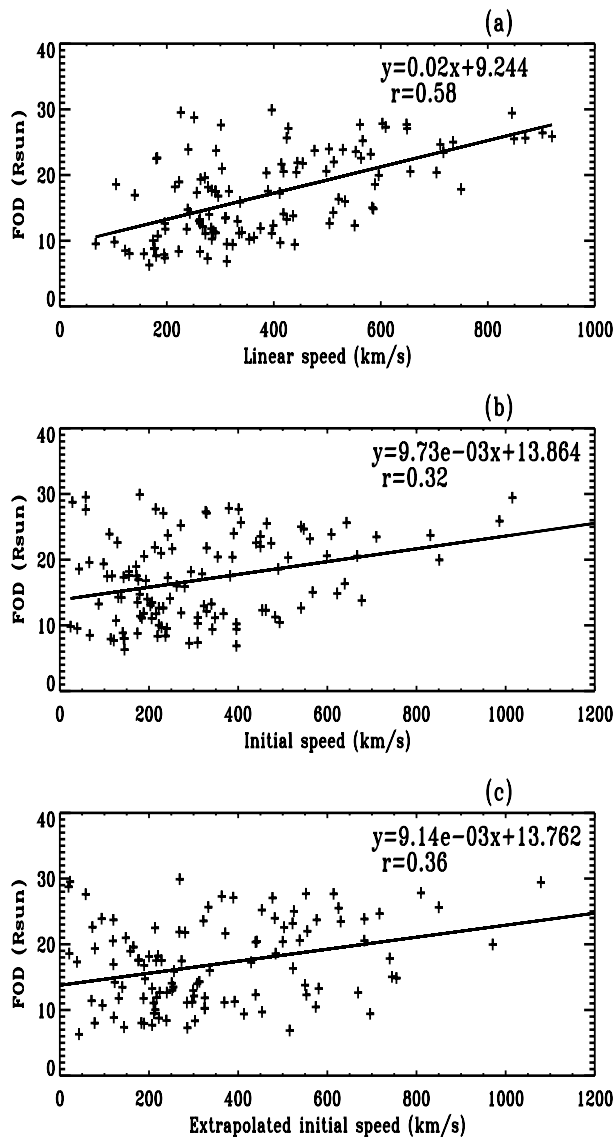 (a)
y=0.02x+9.244
r=0.58
40
30
20
10
0
FOD (Rsun)
0 200 400 600 800 1000
Linear speed (km/s)
(b)
y=9.73e−03x+13.864
r=0.32
40
30
20
10
0
FOD (Rsun)
0 200 400 600 800 1000 1200
Initial speed (km/s)
(c)
y=9.14e−03x+13.762
r=0.36
40
30
20
10
0
FOD (Rsun)
0 200 400 600 800 1000 1200
Extrapolated initial speed (km/s)